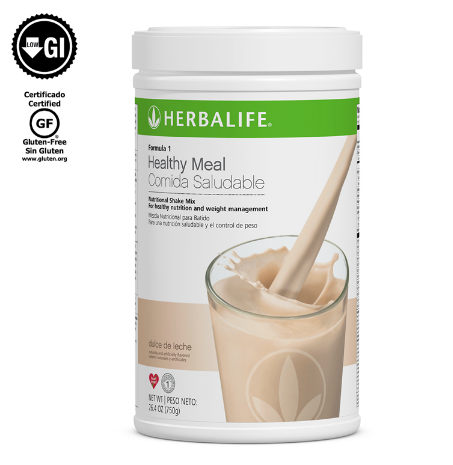 LOW GI
Certificado
Certified
GF
Gluten-Free
Sin Gluten
www.gluten.org
HERBALIFE®
Formula 1
Healthy Meal
Comida Saludable
Nutritional Shake Mix
For healthy nutrition and weight management
Mezcla Nutricional para Batido
Para una nutrición saludable y el control de peso
dulce de leche
1
NET WT | PESO NETO:
26.4 OZ (750g)